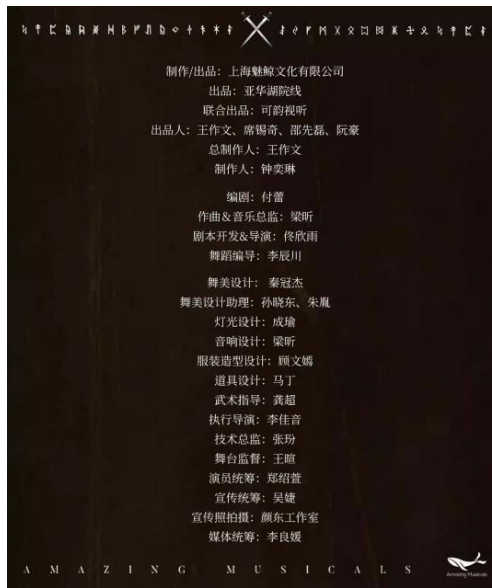 制作/出品：上海魅鲸文化有限公司
出品：亚华湖院线
联合出品：可韵视听
出品人：王作文、席锡奇、邵先磊、阮豪
总制作人：王作文
制作人：钟奕琳
编剧：付蕾
作曲＆音乐总监：梁昕
剧本开发&导演：佟欣雨
舞蹈编导：李辰川
舞美设计： 秦冠杰
舞美设计助理：孙晓东、朱胤
灯光设计：成瑜
音响设计：梁昕
服装造型设计：顾文嫣
道具设计：马丁
武术指导：龚超
执行导演：李佳音
技术总监：张玢
舞台监督：王暄
演员统筹：郑绍萱
宣传统筹：吴婕
宣传照拍摄：颜东工作室
媒体统筹：李良媛
AMAZING MUSICALS
Amazing Musicals